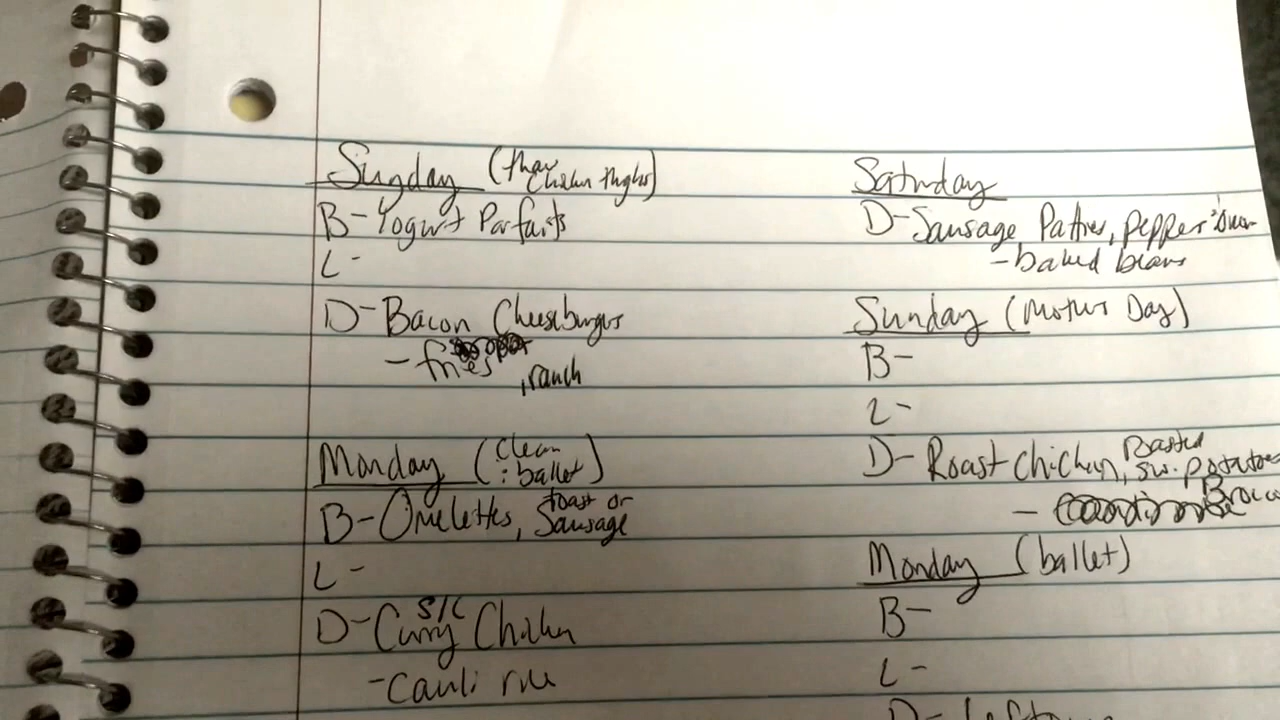 Sunday (thaw
chicken thighs)
B- Yogurt Parfaits
L-
D- Bacon Cheeseburgers
- fries, ranch
Monday (clean
: ballet)
B- Omelettes, toast or
sausage
L-
D- S/C Curry Chicken
- cauli rice
Saturday
D- Sausage Patties, pepper
- baked beans
Sunday (Mothers Day)
B-
L-
D- Roast chicken, Roasted
sw. potatoes
-
Monday (ballet)
B-
L-
D-